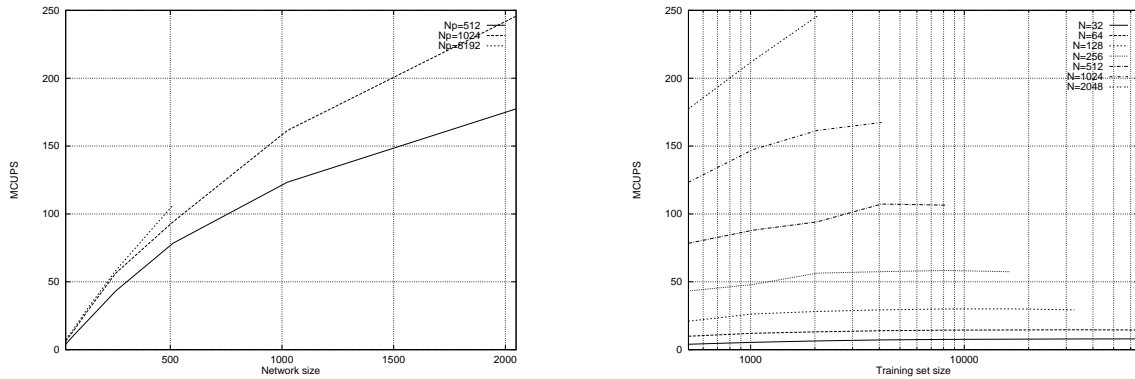 250
200
150
100
50
0
MCUPS
500
1000
1500
2000
Network size
Np=512
Np=1024
Np=8192
250
200
150
100
50
0
MCUPS
1000
10000
Training set size
N=32
N=64
N=128
N=256
N=512
N=1024
N=2048